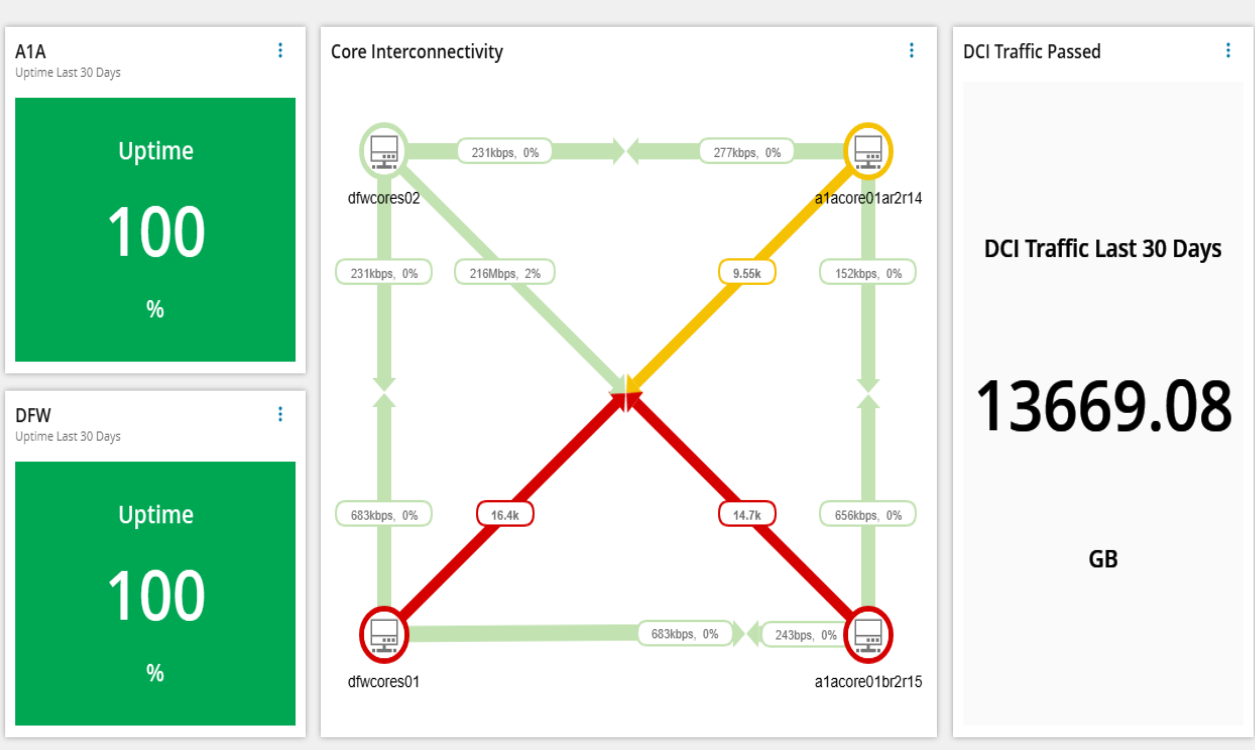 A1A
Uptime Last 30 Days
Uptime
100
%
DFW
Uptime Last 30 Days
Uptime
100
%
Core Interconnectivity
231kbps, 0%
277kbps, 0%
dfwcores02
a1acore01ar2r14
231kbps, 0%
216Mbps, 2%
9.55k
152kbps, 0%
683kbps, 0%
16.4k
14.7k
656kbps, 0%
683kbps, 0%
243bps, 0%
dfwcores01
a1acore01br2r15
DCI Traffic Passed
DCI Traffic Last 30 Days
13669.08
GB